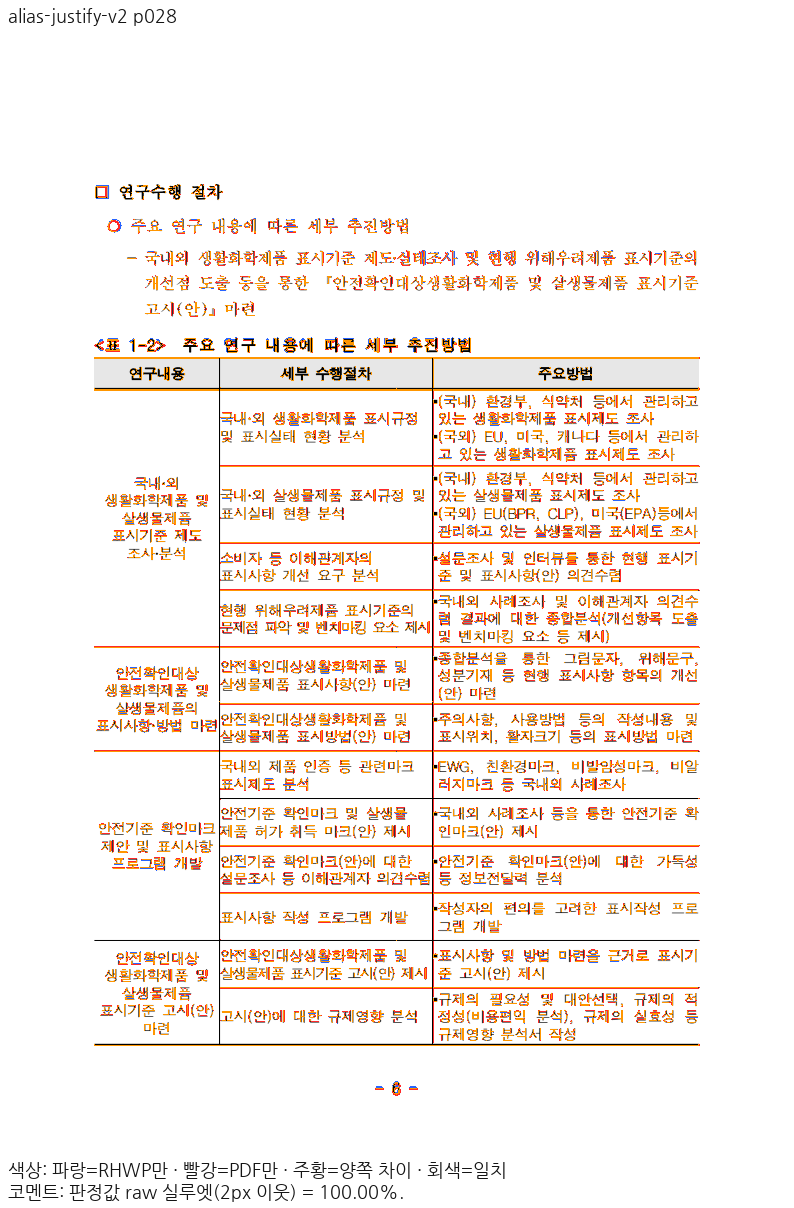 alias-justify-v2 p028
□ 연구수행 절차
○ 주요 연구 내용에 따른 세부 추진방법
- 국내외 생활화학제품 표시기준 제도·실태조사 및 현행 위해우려제품 표시기준의
개선점 도출 등을 통한 『안전확인대상생활화학제품 및 살생물제품 표시기준
고시(안)』 마련
<표 1-2> 주요 연구 내용에 따른 세부 추진방법
연구내용 세부 수행절차 주요방법
국내·외
생활화학제품 및
살생물제품
표시기준 제도
조사·분석
국내·외 생활화학제품 표시규정
및 표시실태 현황 분석
▪(국내) 환경부, 식약처 등에서 관리하고
있는 생활화학제품 표시제도 조사
▪(국외) EU, 미국, 캐나다 등에서 관리하
고 있는 생활화학제품 표시제도 조사
국내·외 살생물제품 표시규정 및
표시실태 현황 분석
▪(국내) 환경부, 식약처 등에서 관리하고
있는 살생물제품 표시제도 조사
▪(국외) EU(BPR, CLP), 미국(EPA)등에서
관리하고 있는 살생물제품 표시제도 조사
소비자 등 이해관계자의
표시사항 개선 요구 분석
▪설문조사 및 인터뷰를 통한 현행 표시기
준 및 표시사항(안) 의견수렴
현행 위해우려제품 표시기준의
문제점 파악 및 벤치마킹 요소 제시
▪국내외 사례조사 및 이해관계자 의견수
렴 결과에 대한 종합분석(개선항목 도출
및 벤치마킹 요소 등 제시)
안전확인대상
생활화학제품 및
살생물제품의
표시사항·방법 마련
안전확인대상생활화학제품 및
살생물제품 표시사항(안) 마련
▪종합분석을 통한 그림문자, 위해문구,
성분기재 등 현행 표시사항 항목의 개선
(안) 마련
안전확인대상생활화학제품 및
살생물제품 표시방법(안) 마련
▪주의사항, 사용방법 등의 작성내용 및
표시위치, 활자크기 등의 표시방법 마련
안전기준 확인마크
제안 및 표시사항
프로그램 개발
국내외 제품 인증 등 관련마크
표시제도 분석
▪EWG, 친환경마크, 비발암성마크, 비알
러지마크 등 국내외 사례조사
안전기준 확인마크 및 살생물
제품 허가 취득 마크(안) 제시
▪국내외 사례조사 등을 통한 안전기준 확
인마크(안) 제시
안전기준 확인마크(안)에 대한
설문조사 등 이해관계자 의견수렴
▪안전기준 확인마크(안)에 대한 가독성
등 정보전달력 분석
표시사항 작성 프로그램 개발
▪작성자의 편의를 고려한 표시작성 프로
그램 개발
안전확인대상
생활화학제품 및
살생물제품
표시기준 고시(안)
마련
안전확인대상생활화학제품 및
살생물제품 표시기준 고시(안) 제시
▪표시사항 및 방법 마련을 근거로 표시기
준 고시(안) 제시
고시(안)에 대한 규제영향 분석
▪규제의 필요성 및 대안선택, 규제의 적
정성(비용편익 분석), 규제의 실효성 등
규제영향 분석서 작성
- 6 -
색상: 파랑=RHWP만 · 빨강=PDF만 · 주황=양쪽 차이 · 회색=일치
코멘트: 판정값 raw 실루엣(2px 이웃) = 100.00%.